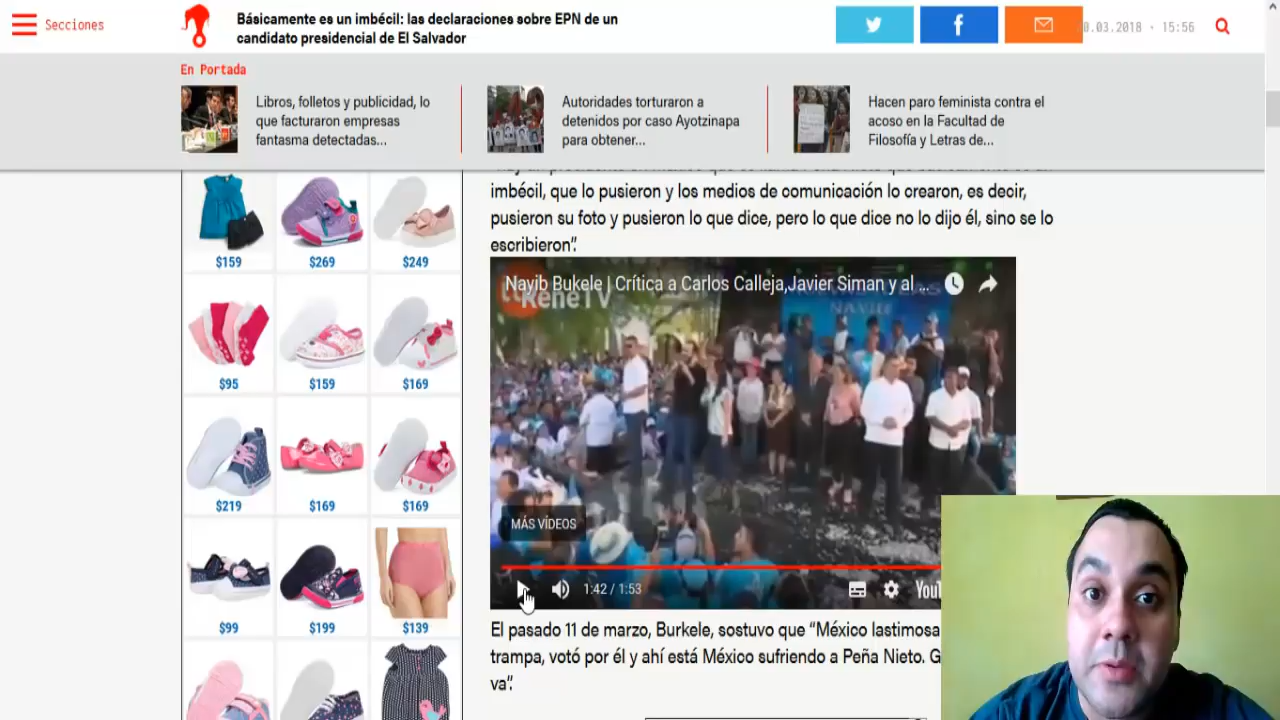 Secciones
Básicamente es un imbécil: las declaraciones sobre EPN de un
candidato presidencial de El Salvador
0.03.2018 · 15:56
En Portada
Libros, folletos y publicidad, lo
que facturaron empresas
fantasma detectadas...
Autoridades torturaron a
detenidos por caso Ayotzinapa
para obtener...
Hacen paro feminista contra el
acoso en la Facultad de
Filosofía y Letras de...
imbécil, que lo pusieron y los medios de comunicación lo crearon, es decir,
pusieron su foto y pusieron lo que dice, pero lo que dice no lo dijo él, sino se lo
escribieron”.
$159
$269
$249
$95
$159
$169
$219
$169
$169
$99
$199
$139
Nayib Bukele | Crítica a Carlos Calleja,Javier Siman y al ...
ReneTV
NAYIB
MÁS VÍDEOS
1:42 / 1:53
You
El pasado 11 de marzo, Burkele, sostuvo que “México lastimosa
trampa, votó por él y ahí está México sufriendo a Peña Nieto. G
va”.